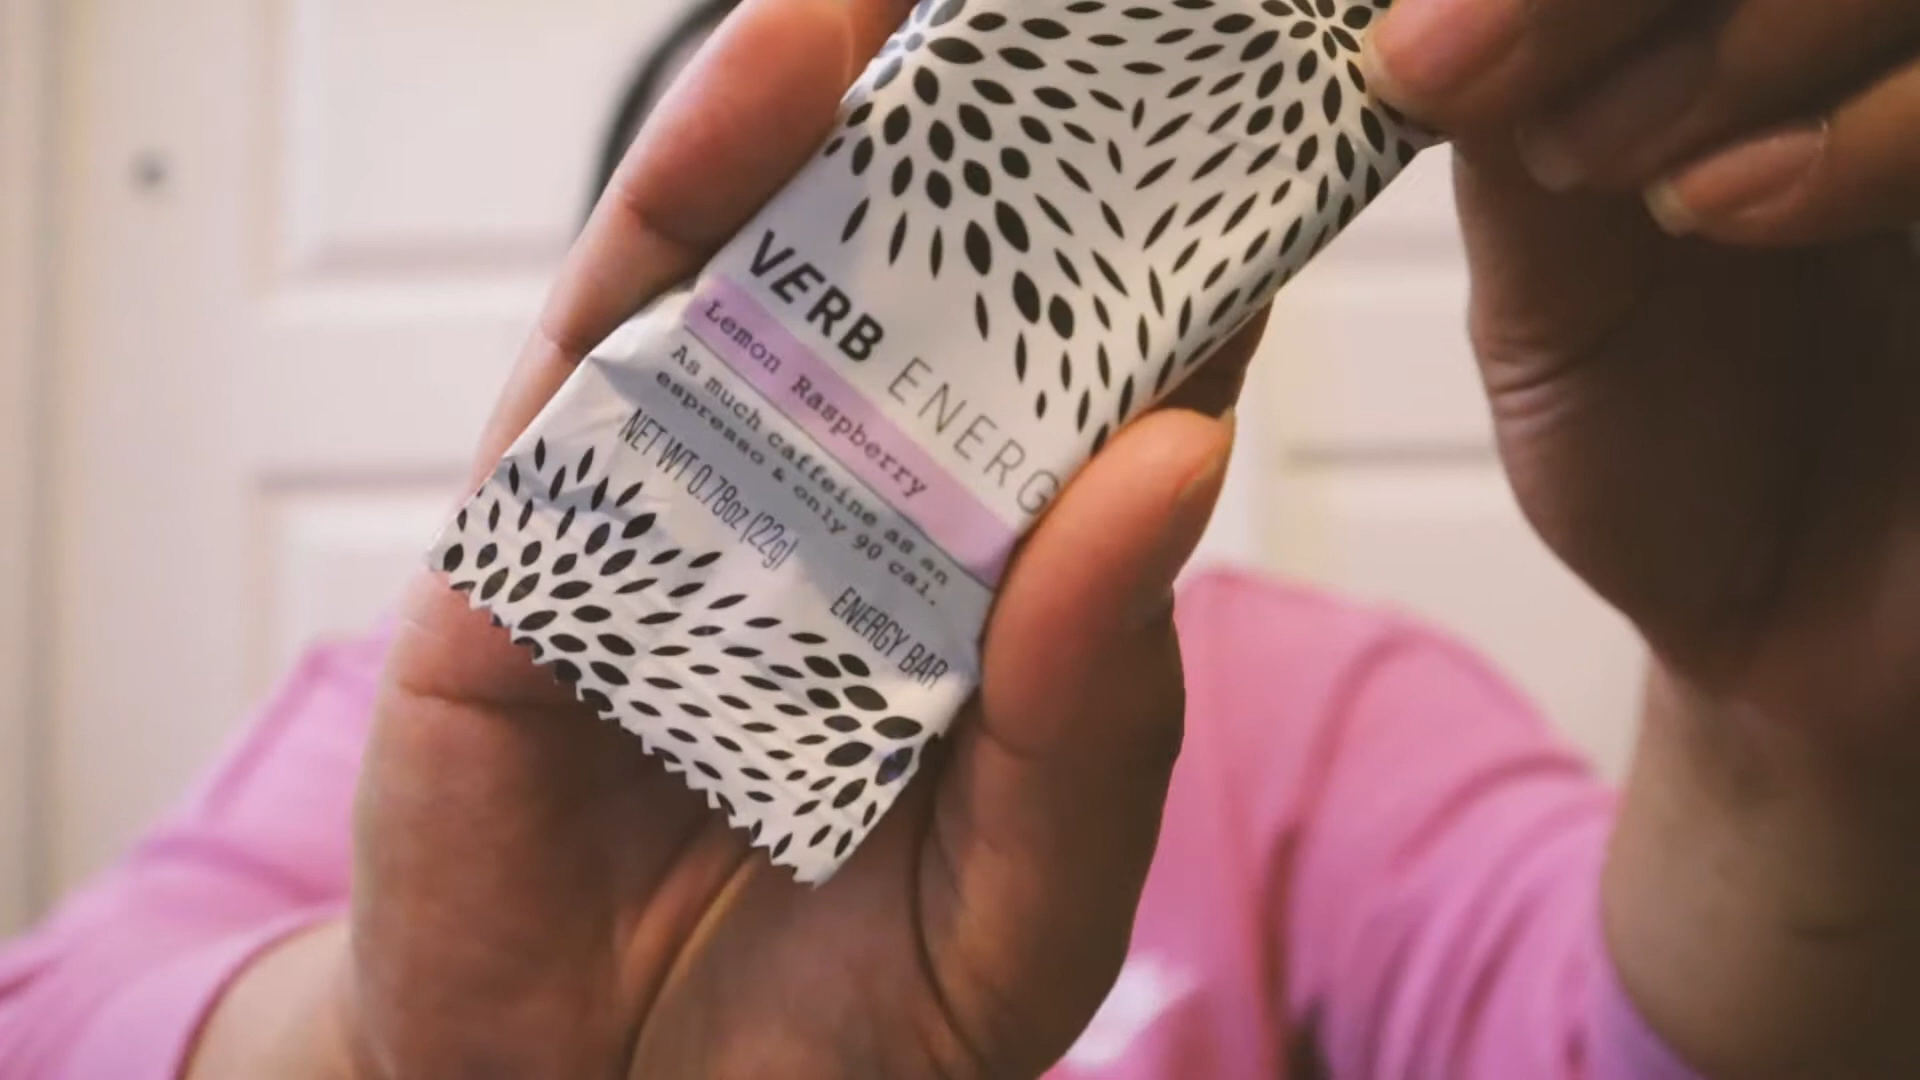 VERB ENERG
Lemon Raspberry
As much caffeine as an
espresso & only 90 cal.
NET WT 0.78oz (22g)
ENERGY BAR